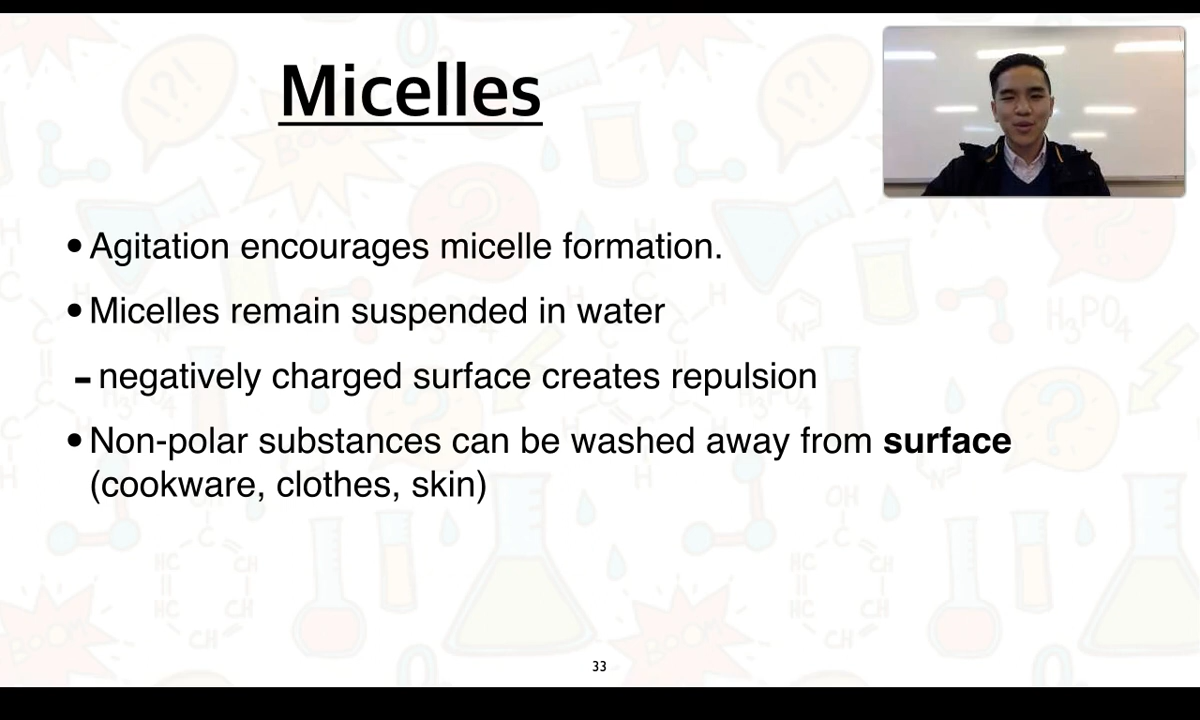 Micelles
• Agitation encourages micelle formation.
• Micelles remain suspended in water
- negatively charged surface creates repulsion
• Non-polar substances can be washed away from surface
(cookware, clothes, skin)
33